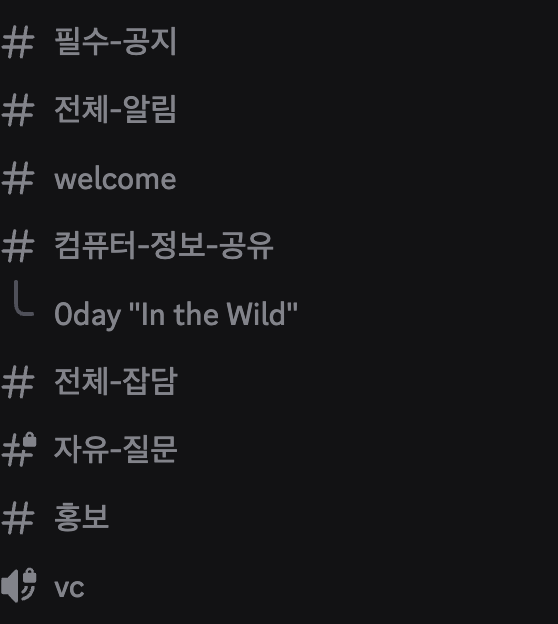 필수-공지
전체-알림
welcome
컴퓨터-정보-공유
0day "In the Wild"
전체-잡담
자유-질문
홍보
vc